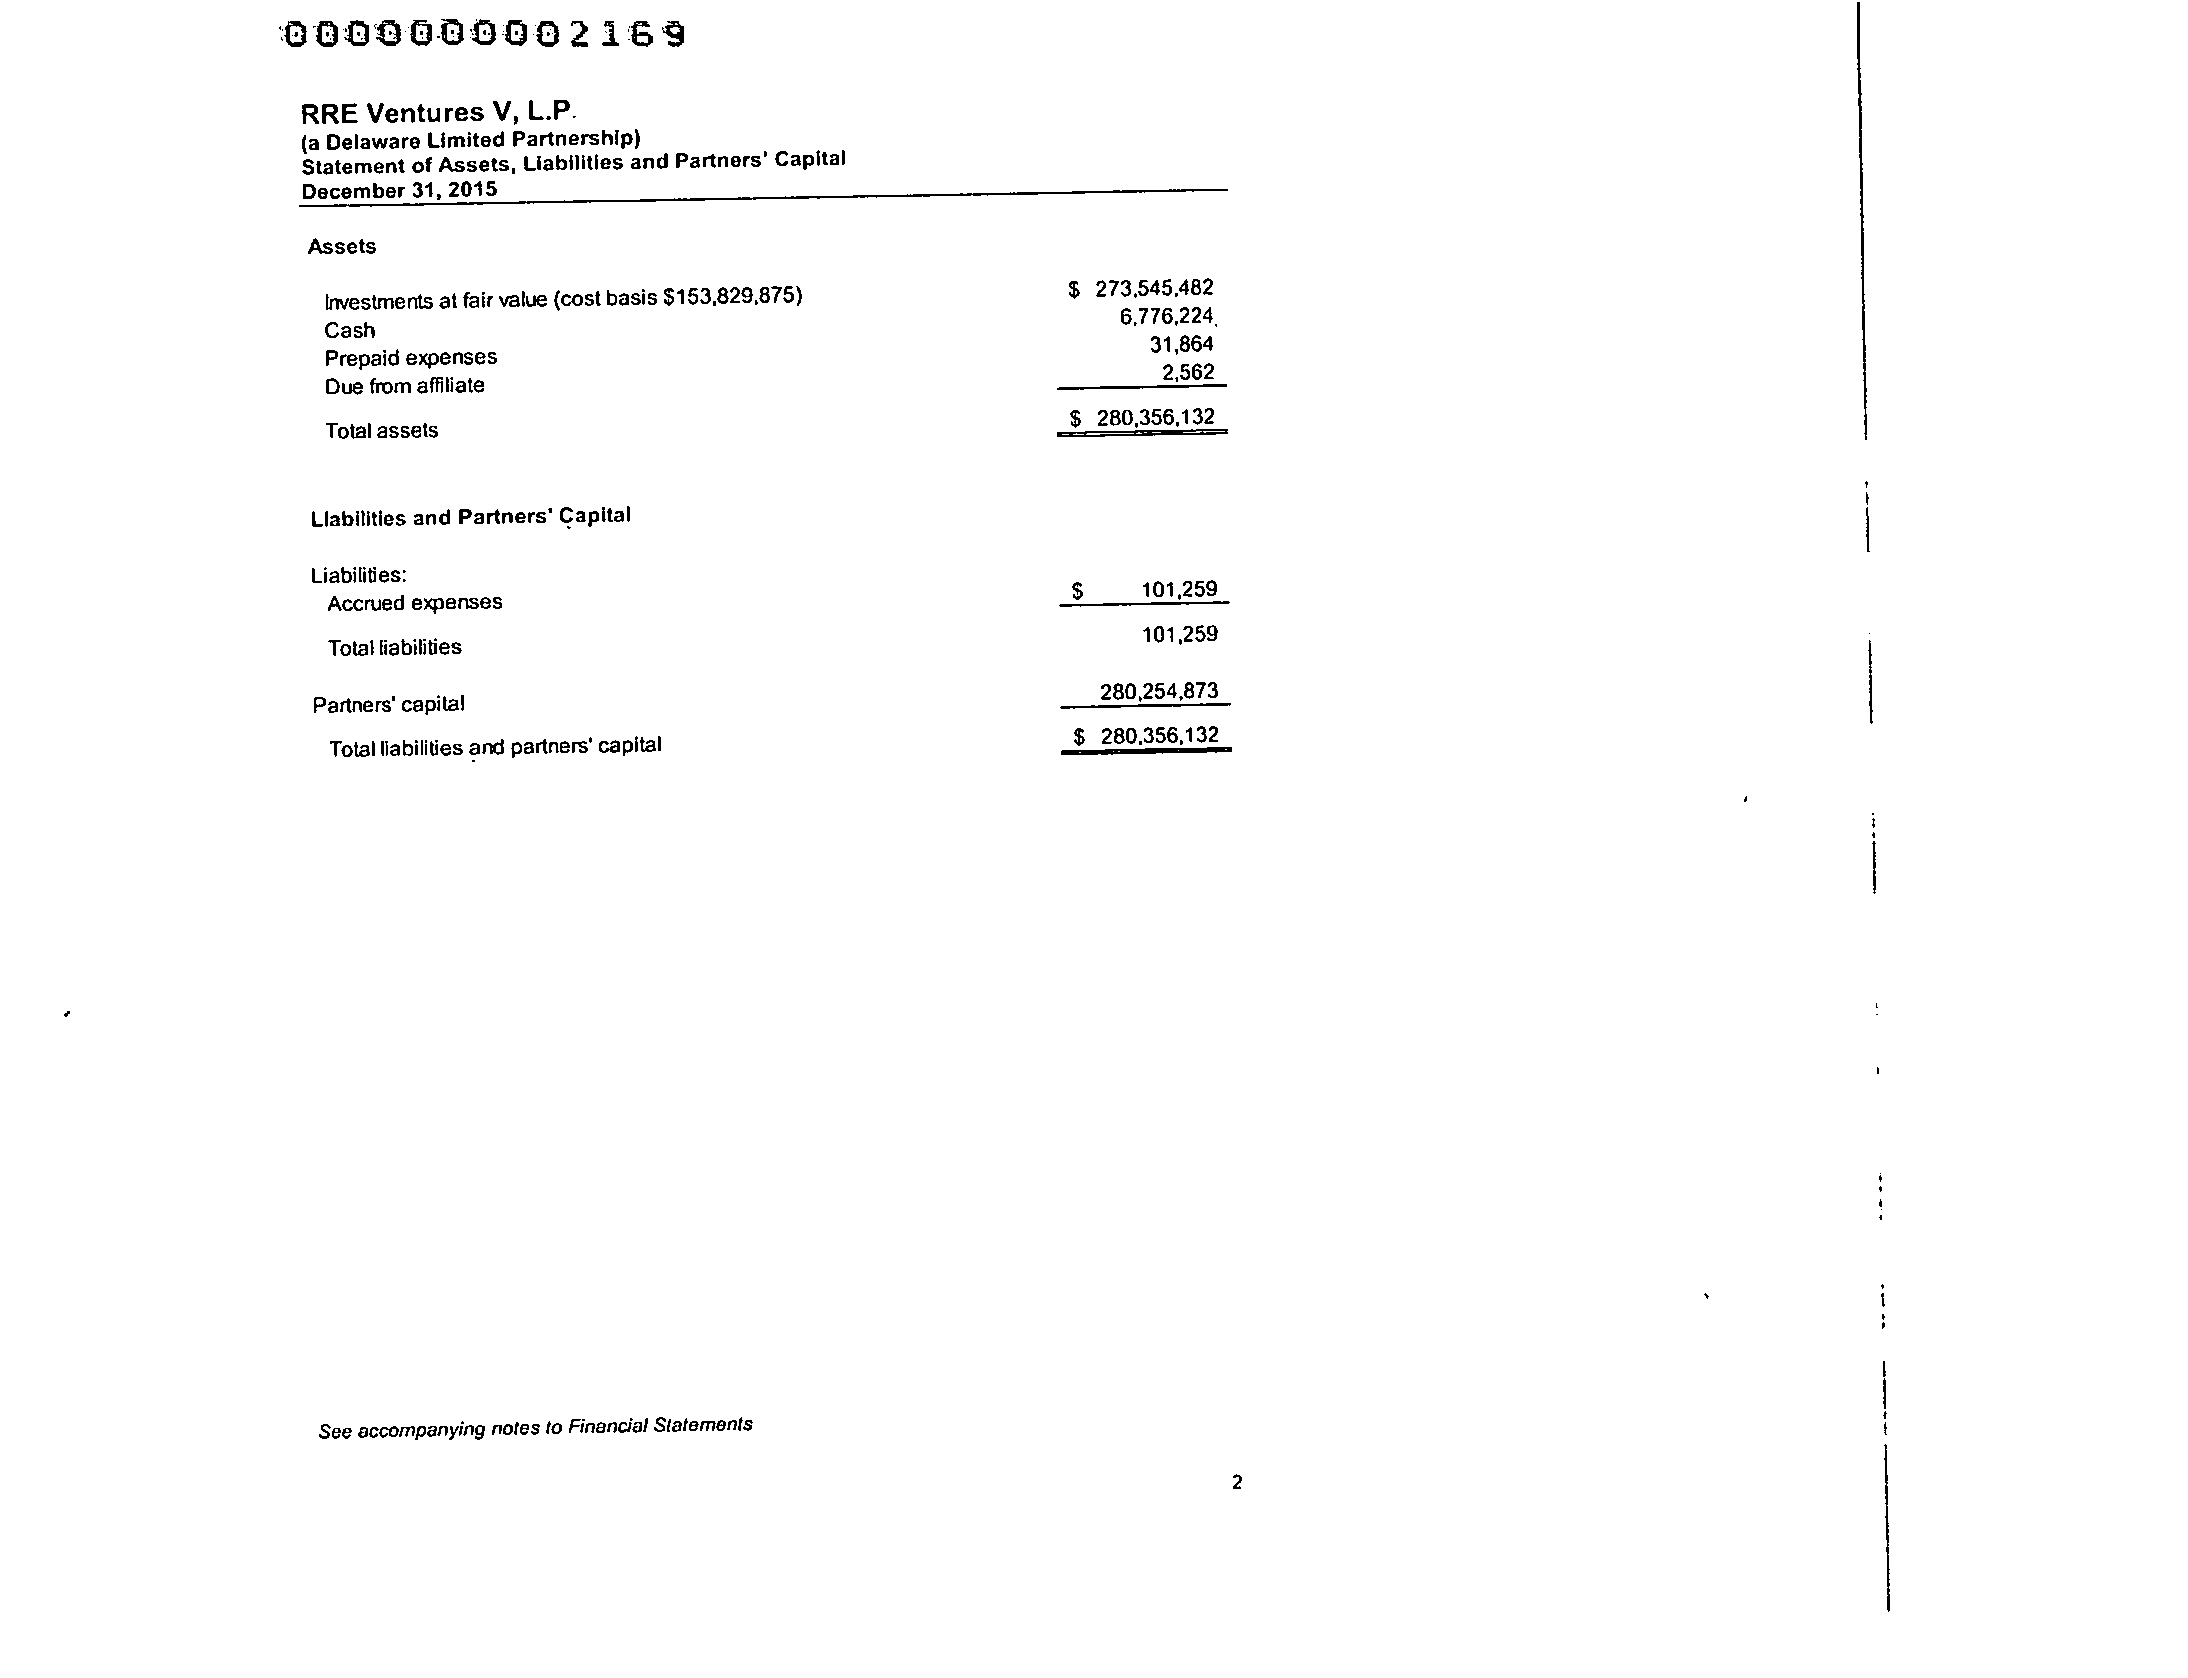 0000000002169
RRE Ventures V, L.P.
(a Delaware Limited Partnership)
Statement of Assets, Liabilities and Partners' Capital
December 31, 2015
Assets
Investments at fair value (cost basis $153,829,875) $ 273,545,482
Cash 6,776,224
Prepaid expenses 31,864
Due from affiliate 2,562
Total assets $ 280,356,132
Liabilities and Partners' Capital
Liabilities:
Accrued expenses $ 101,259
Total liabilities 101,259
Partners' capital 280,254,873
Total liabilities and partners' capital $ 280,356,132
See accompanying notes to Financial Statements
2